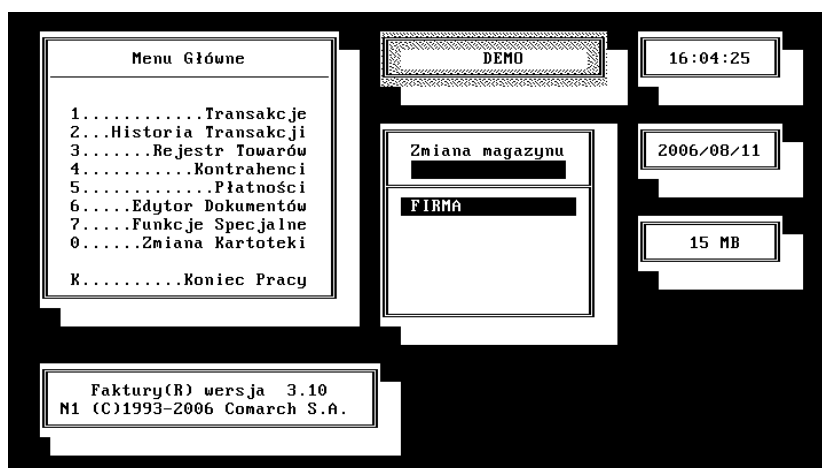 Menu Główne
1............Transakcje
2...Historia Transakcji
3.......Rejestr Towarów
4............Kontrahenci
5..............Płatności
6.....Edytor Dokumentów
7.....Funkcje Specjalne
0......Zmiana Kartoteki
K..........Koniec Pracy
DEMO
16:04:25
Zmiana magazynu
FIRMA
2006/08/11
15 MB
Faktury(R) wersja 3.10
N1 (C)1993-2006 Comarch S.A.